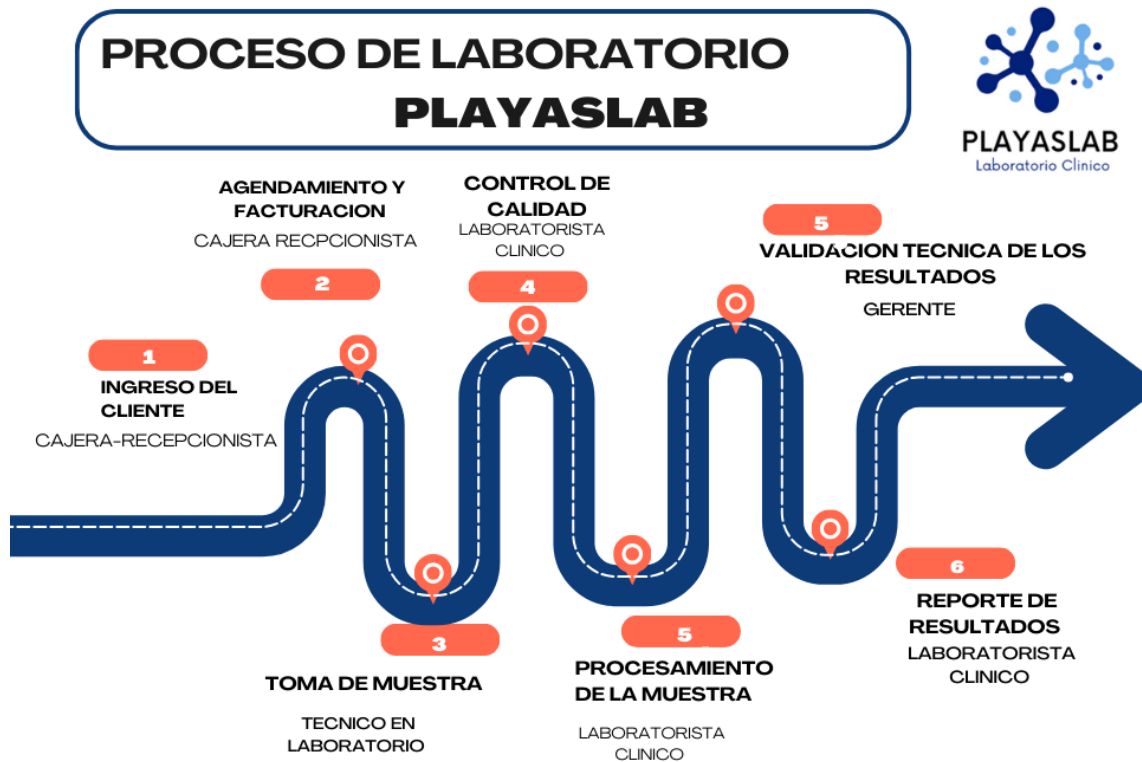 PROCESO DE LABORATORIO
PLAYASLAB
PLAYASLAB
Laboratorio Clinico
1
INGRESO DEL
CLIENTE
CAJERA-RECEPCIONISTA
AGENDAMIENTO Y
FACTURACION
CAJERA RECPCIONISTA
2
3
TOMA DE MUESTRA
TECNICO EN
LABORATORIO
CONTROL DE
CALIDAD
LABORATORISTA
CLINICO
4
5
PROCESAMIENTO
DE LA MUESTRA
LABORATORISTA
CLINICO
5
VALIDACION TECNICA DE LOS
RESULTADOS
GERENTE
6
REPORTE DE
RESULTADOS
LABORATORISTA
CLINICO